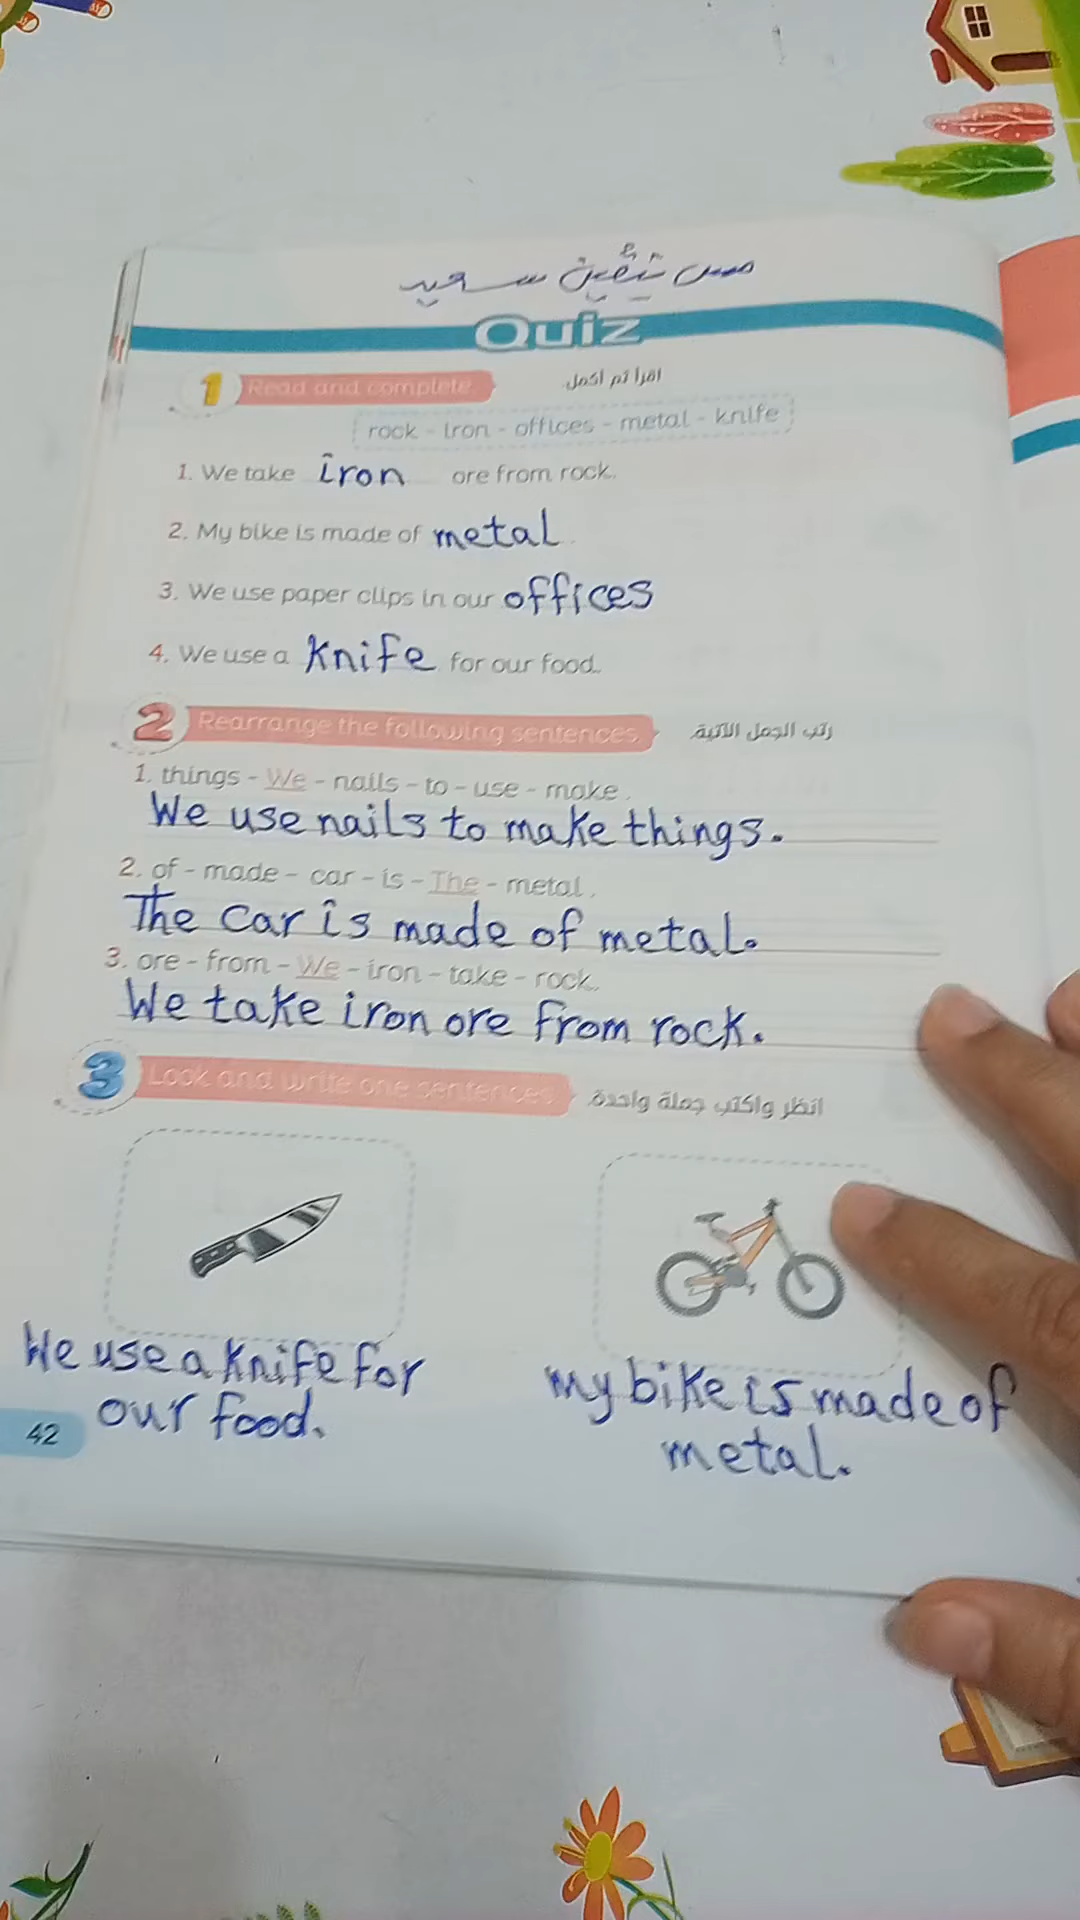 مس نيڤين سعيد
Quiz
1 Read and complete. اقرأ ثم أكمل.
rock - iron - offices - metal - knife
1. We take iron ore from rock.
2. My bike is made of metal.
3. We use paper clips in our offices
4. We use a knife for our food.
2 Rearrange the following sentences. رتب الجمل الآتية.
1. things - We - nails - to - use - make.
We use nails to make things.
2. of - made - car - is - The - metal.
The car is made of metal.
3. ore - from - We - iron - take - rock.
We take iron ore from rock.
3 Look and write one sentences. انظر واكتب جملة واحدة.
We use a knife for
our food.
my bike is made of
metal.
42